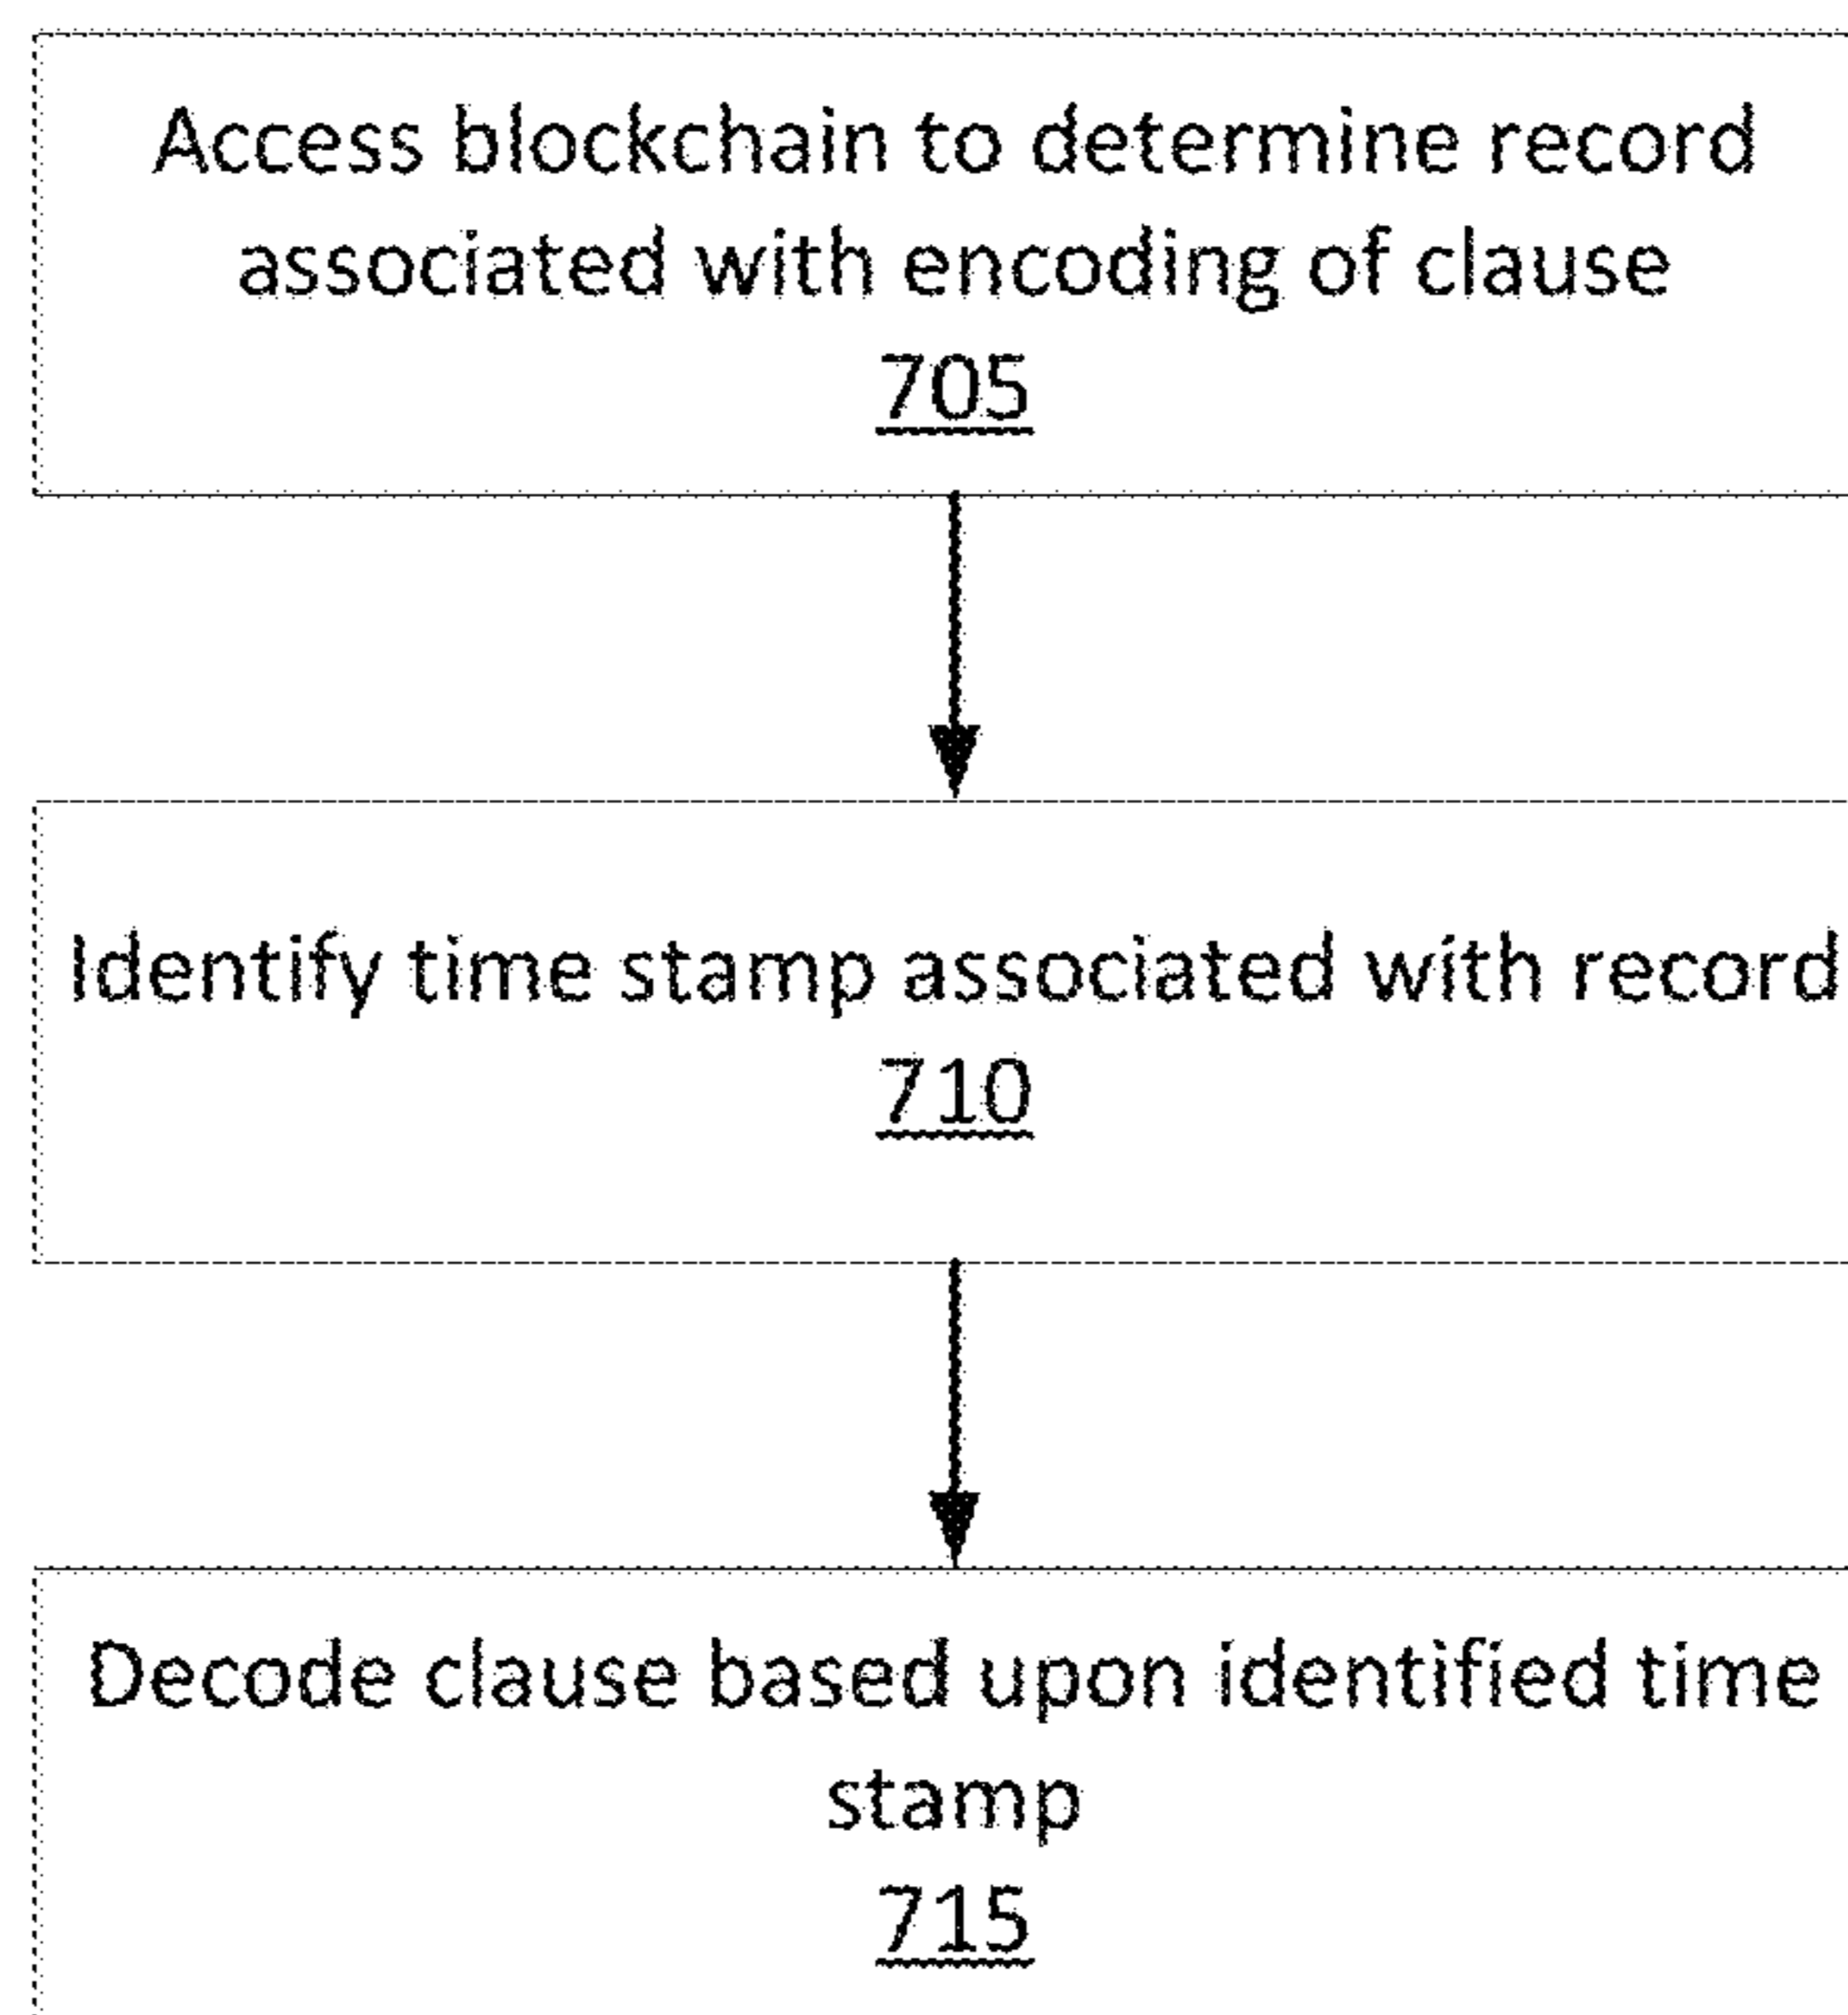 Access blockchain to determine record
associated with encoding of clause
705
Identify time stamp associated with record
710
Decode clause based upon identified time
stamp
715